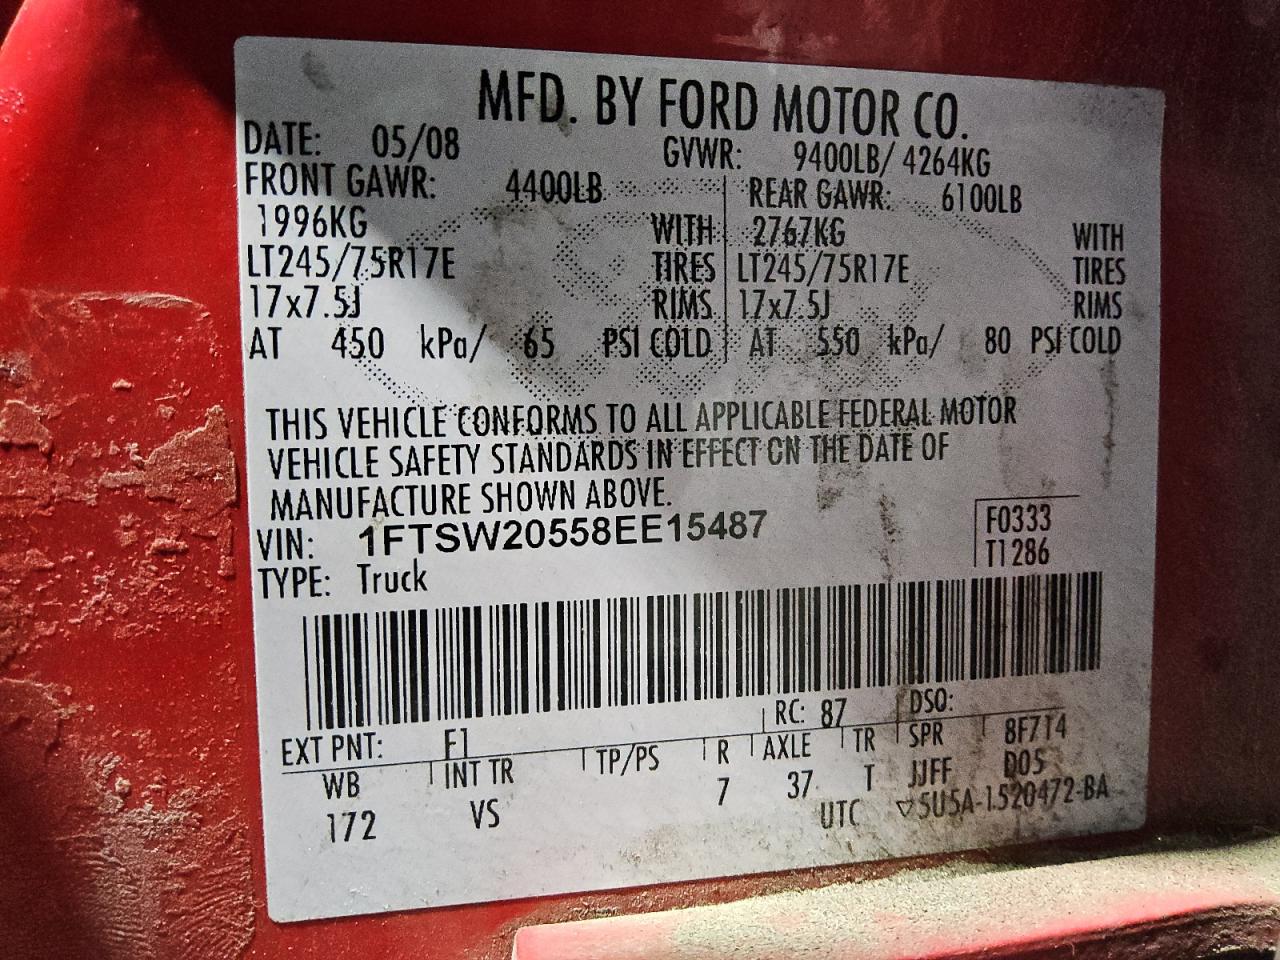 MFD. BY FORD MOTOR CO.
DATE: 05/08 GVWR: 9400LB/ 4264KG
FRONT GAWR: 4400LB REAR GAWR: 6100LB
1996KG WITH 2767KG WITH
LT245/75R17E TIRES LT245/75R17E TIRES
17x7.5J RIMS 17x7.5J RIMS
AT 450 kPa/ 65 PSI COLD AT 550 kPa/ 80 PSI COLD
THIS VEHICLE CONFORMS TO ALL APPLICABLE FEDERAL MOTOR
VEHICLE SAFETY STANDARDS IN EFFECT ON THE DATE OF
MANUFACTURE SHOWN ABOVE.
VIN: 1FTSW20558EE15487 F0333
TYPE: Truck T1286
EXT PNT: F1 RC: 87 DSO:
WB INT TR TP/PS R AXLE TR SPR 8F7T4
172 VS 7 37 T JJFF D05
UTC ▽5U5A-1520472-BA